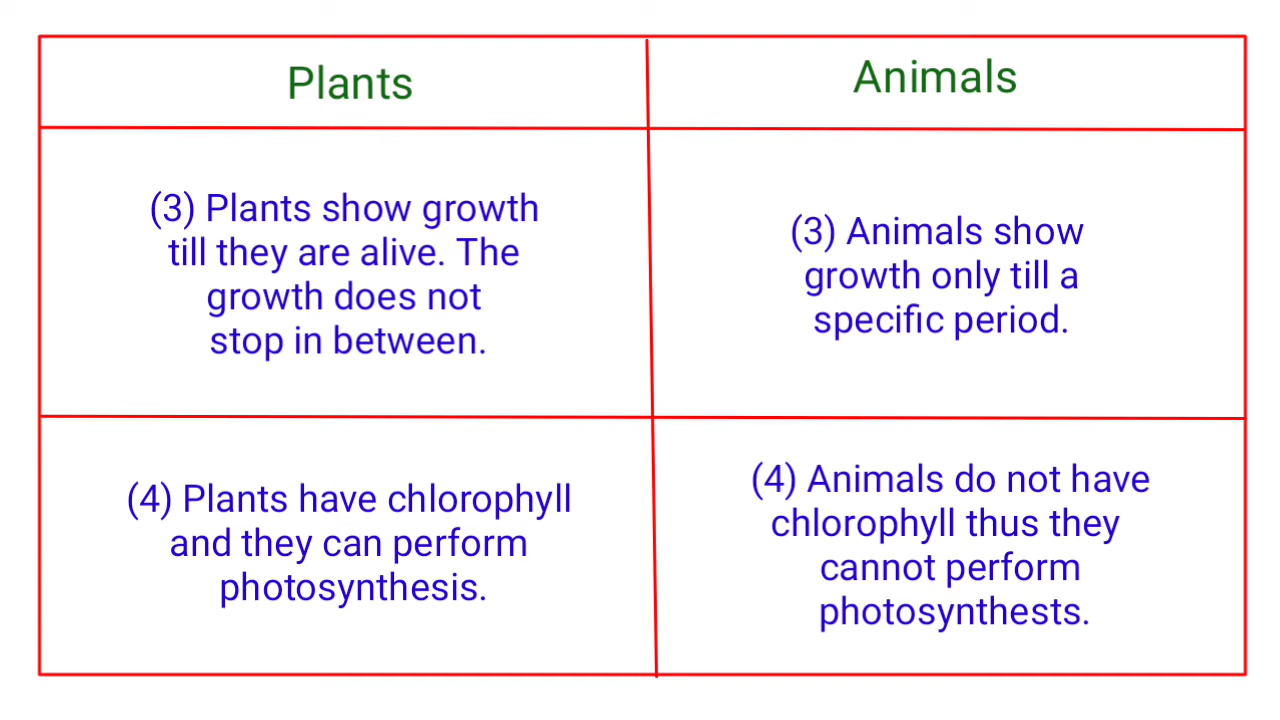 Plants
Animals
(3) Plants show growth
till they are alive. The
growth does not
stop in between.
(3) Animals show
growth only till a
specific period.
(4) Plants have chlorophyll
and they can perform
photosynthesis.
(4) Animals do not have
chlorophyll thus they
cannot perform
photosynthests.